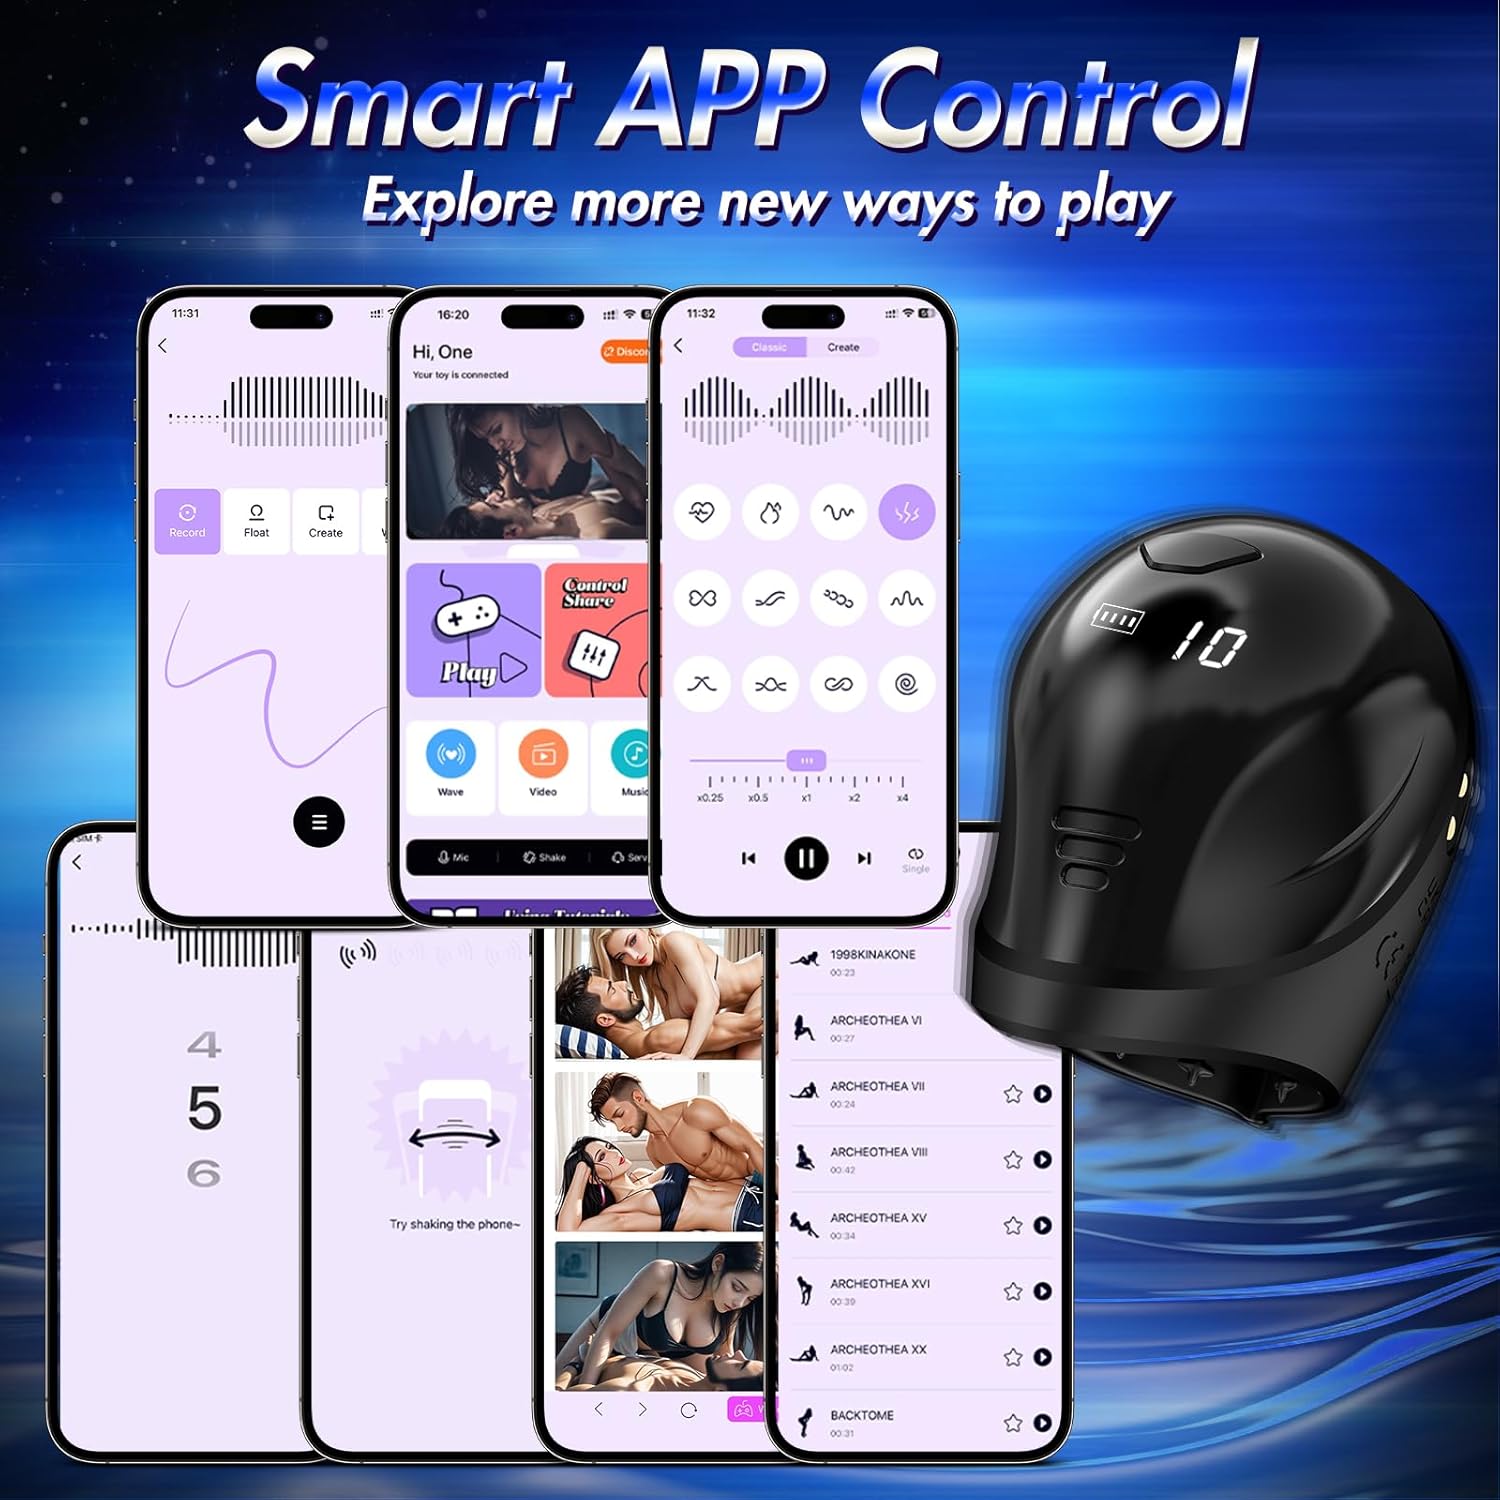 Smart APP Control
Explore more new ways to play
11:31
Record
Float
Create
16:20
Hi, One
Your toy is connected
Play
Control
Share
Wave
Video
Music
Mic
Shake
Using Tutorials
11:32
Classic
Create
x0.25
x0.5
x1
x2
x4
Single
10
4
5
6
Try shaking the phone~
1998KINAKONE
00:23
ARCHEOTHEA VI
00:27
ARCHEOTHEA VII
00:24
ARCHEOTHEA VIII
00:42
ARCHEOTHEA XV
00:34
ARCHEOTHEA XVI
00:39
ARCHEOTHEA XX
01:02
BACKTOME
00:31